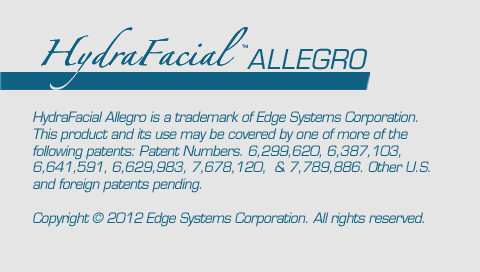 HydraFacial™ ALLEGRO
HydraFacial Allegro is a trademark of Edge Systems Corporation.
This product and its use may be covered by one of more of the
following patents: Patent Numbers. 6,299,620, 6,387,103,
6,641,591, 6,629,983, 7,678,120, & 7,789,886. Other U.S.
and foreign patents pending.
Copyright © 2012 Edge Systems Corporation. All rights reserved.